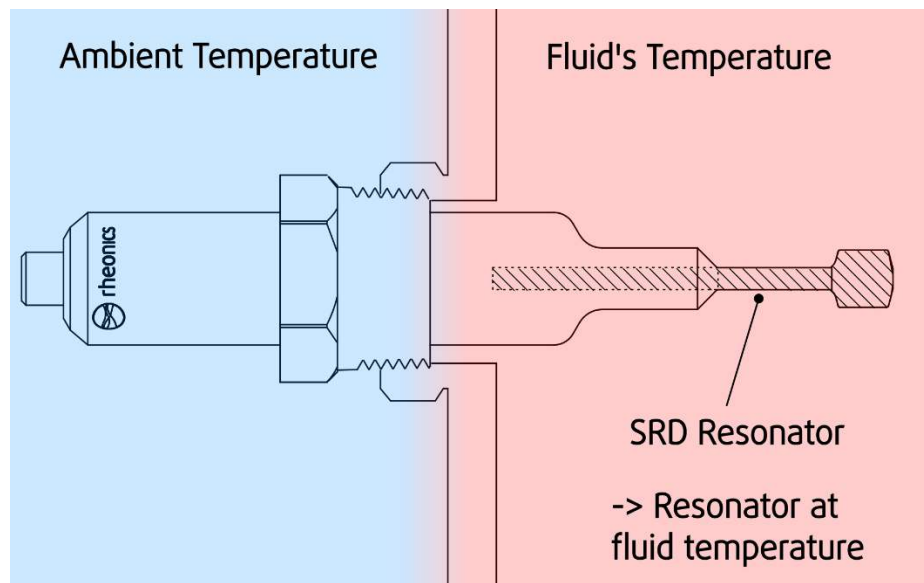 Ambient Temperature
Fluid's Temperature
rheonics
SRD Resonator
-> Resonator at
fluid temperature